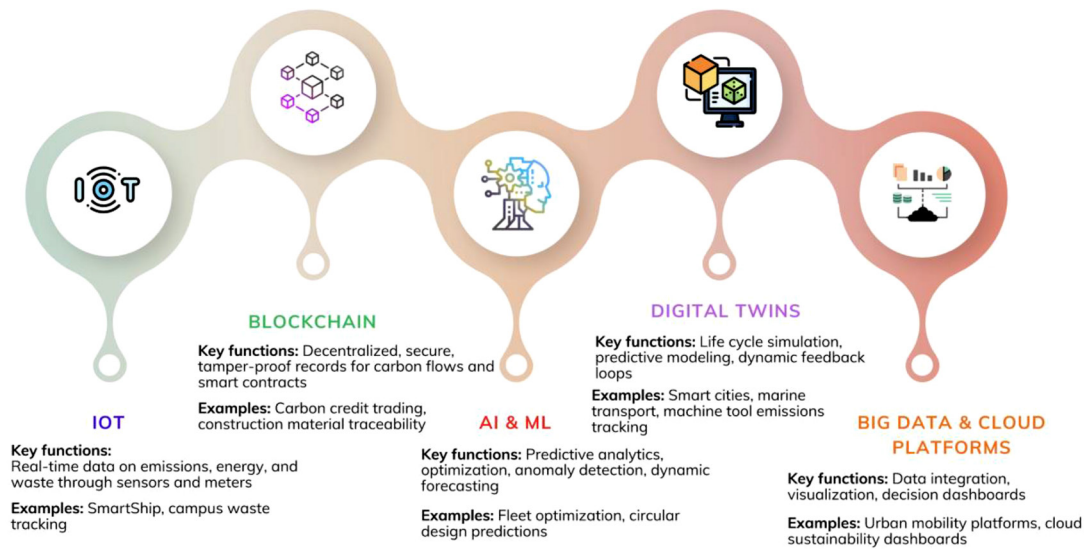 IOT
BLOCKCHAIN
Key functions: Decentralized, secure,
tamper-proof records for carbon flows and
smart contracts
Examples: Carbon credit trading,
construction material traceability
DIGITAL TWINS
Key functions: Life cycle simulation,
predictive modeling, dynamic feedback
loops
Examples: Smart cities, marine
transport, machine tool emissions
tracking
IOT
Key functions:
Real-time data on emissions, energy, and
waste through sensors and meters
Examples: SmartShip, campus waste
tracking
AI & ML
Key functions: Predictive analytics,
optimization, anomaly detection, dynamic
forecasting
Examples: Fleet optimization, circular
design predictions
BIG DATA & CLOUD
PLATFORMS
Key functions: Data integration,
visualization, decision dashboards
Examples: Urban mobility platforms, cloud
sustainability dashboards